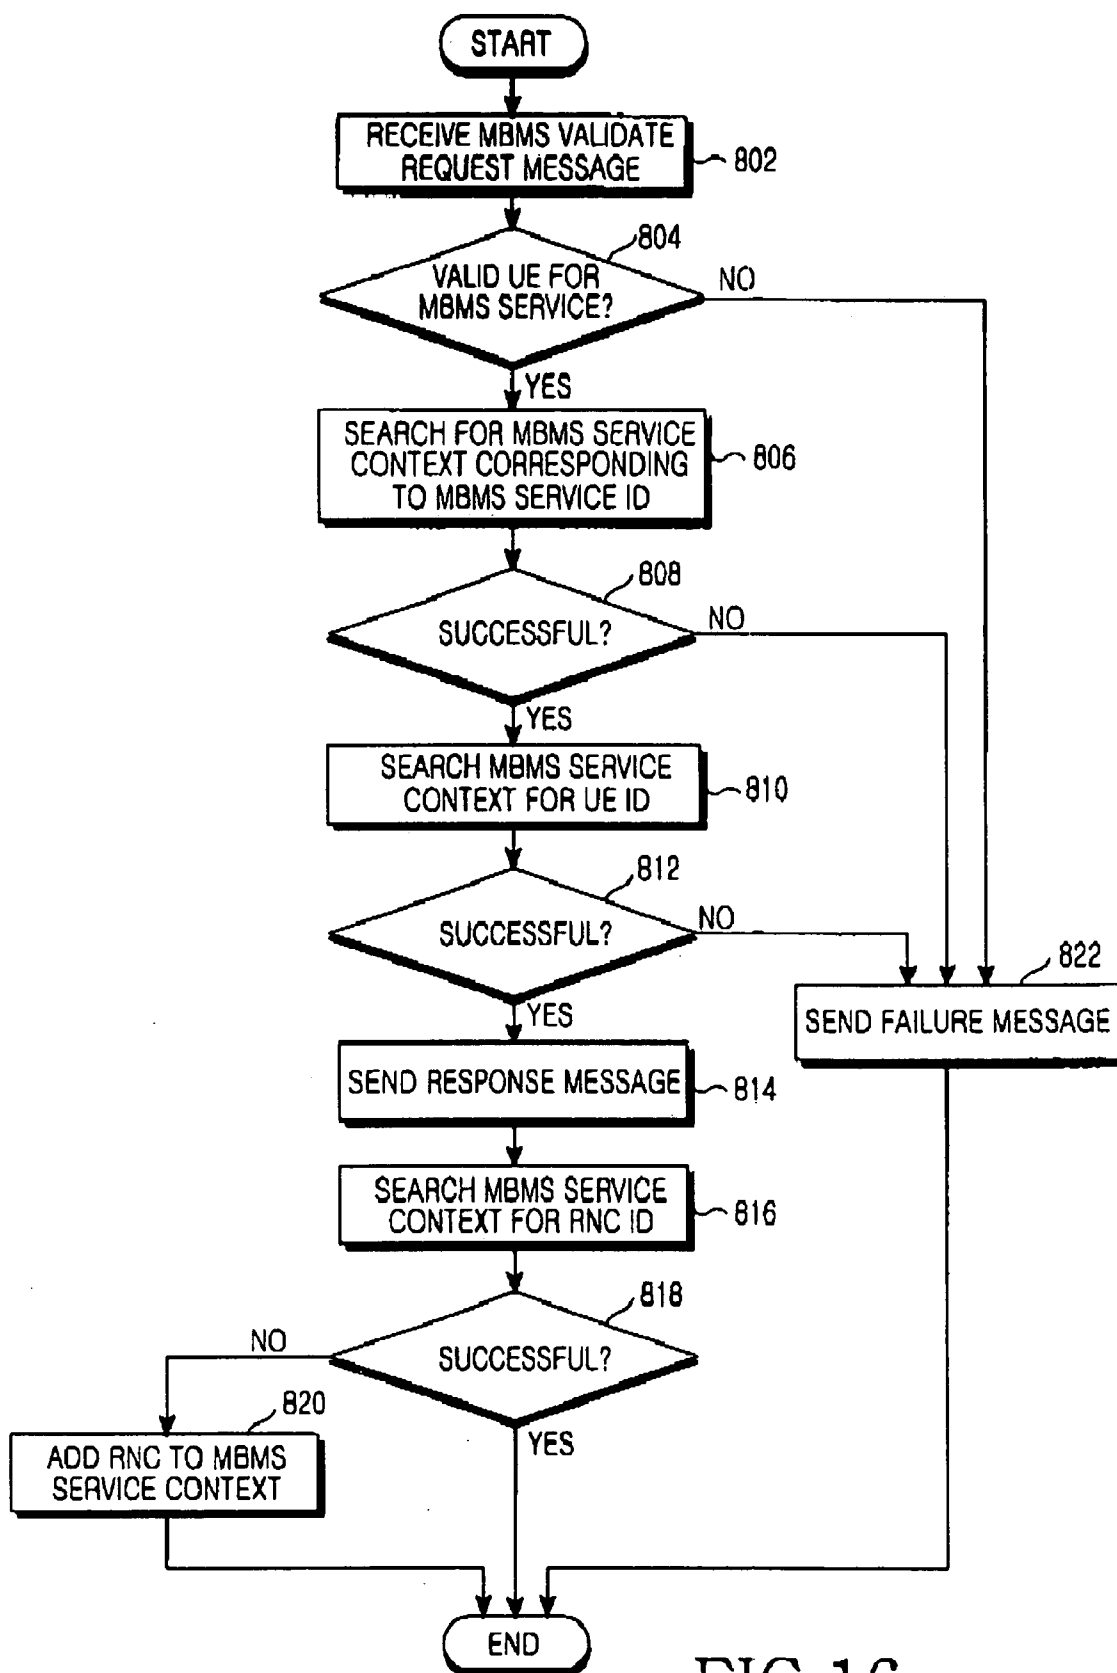 START
RECEIVE MBMS VALIDATE
REQUEST MESSAGE
802
804
VALID UE FOR
MBMS SERVICE?
NO
YES
SEARCH FOR MBMS SERVICE
CONTEXT CORRESPONDING
TO MBMS SERVICE ID
806
808
SUCCESSFUL?
NO
YES
SEARCH MBMS SERVICE
CONTEXT FOR UE ID
810
812
SUCCESSFUL?
NO
YES
822
SEND FAILURE MESSAGE
SEND RESPONSE MESSAGE
814
SEARCH MBMS SERVICE
CONTEXT FOR RNC ID
816
818
SUCCESSFUL?
NO
YES
820
ADD RNC TO MBMS
SERVICE CONTEXT
END
FIG.16